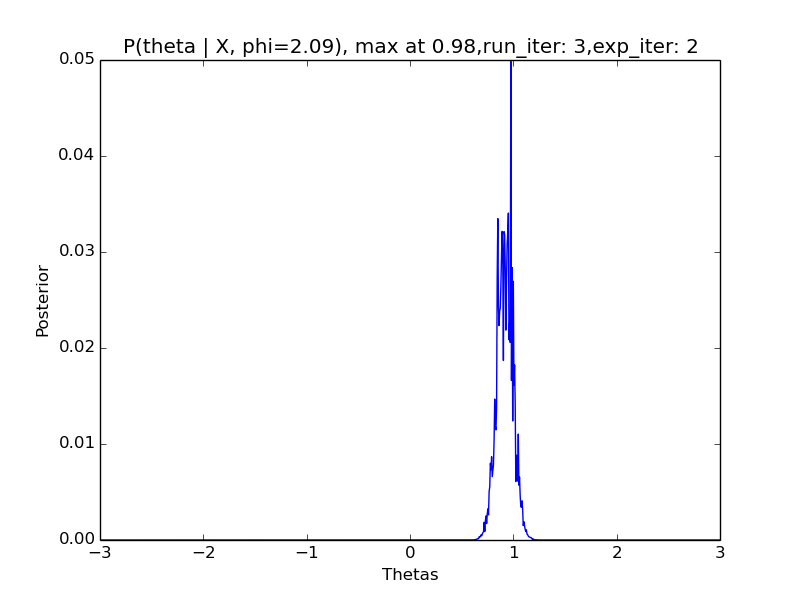 P(theta | X, phi=2.09), max at 0.98,run_iter: 3,exp_iter: 2
0.05
0.04
0.03
0.02
0.01
0.00
Posterior
−3 −2 −1 0 1 2 3
Thetas